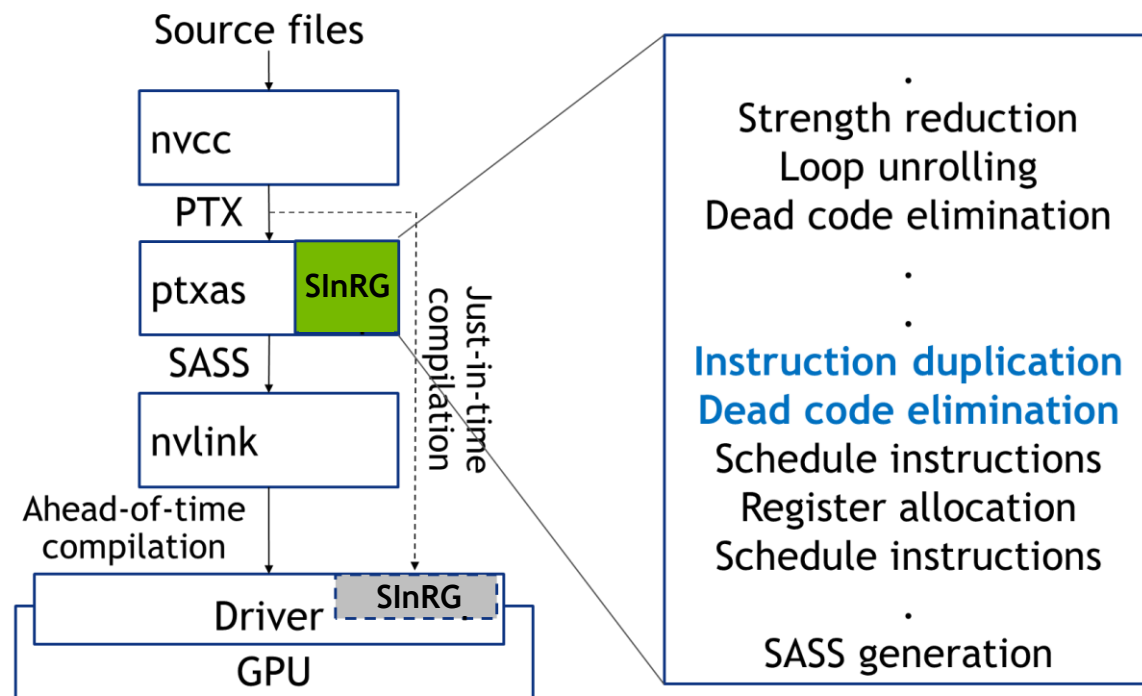 Source files
nvcc
PTX
ptxas
SInRG
SASS
nvlink
Just-in-time
compilation
Ahead-of-time
compilation
SInRG
Driver
GPU
.
Strength reduction
Loop unrolling
Dead code elimination
.
.
Instruction duplication
Dead code elimination
Schedule instructions
Register allocation
Schedule instructions
.
SASS generation